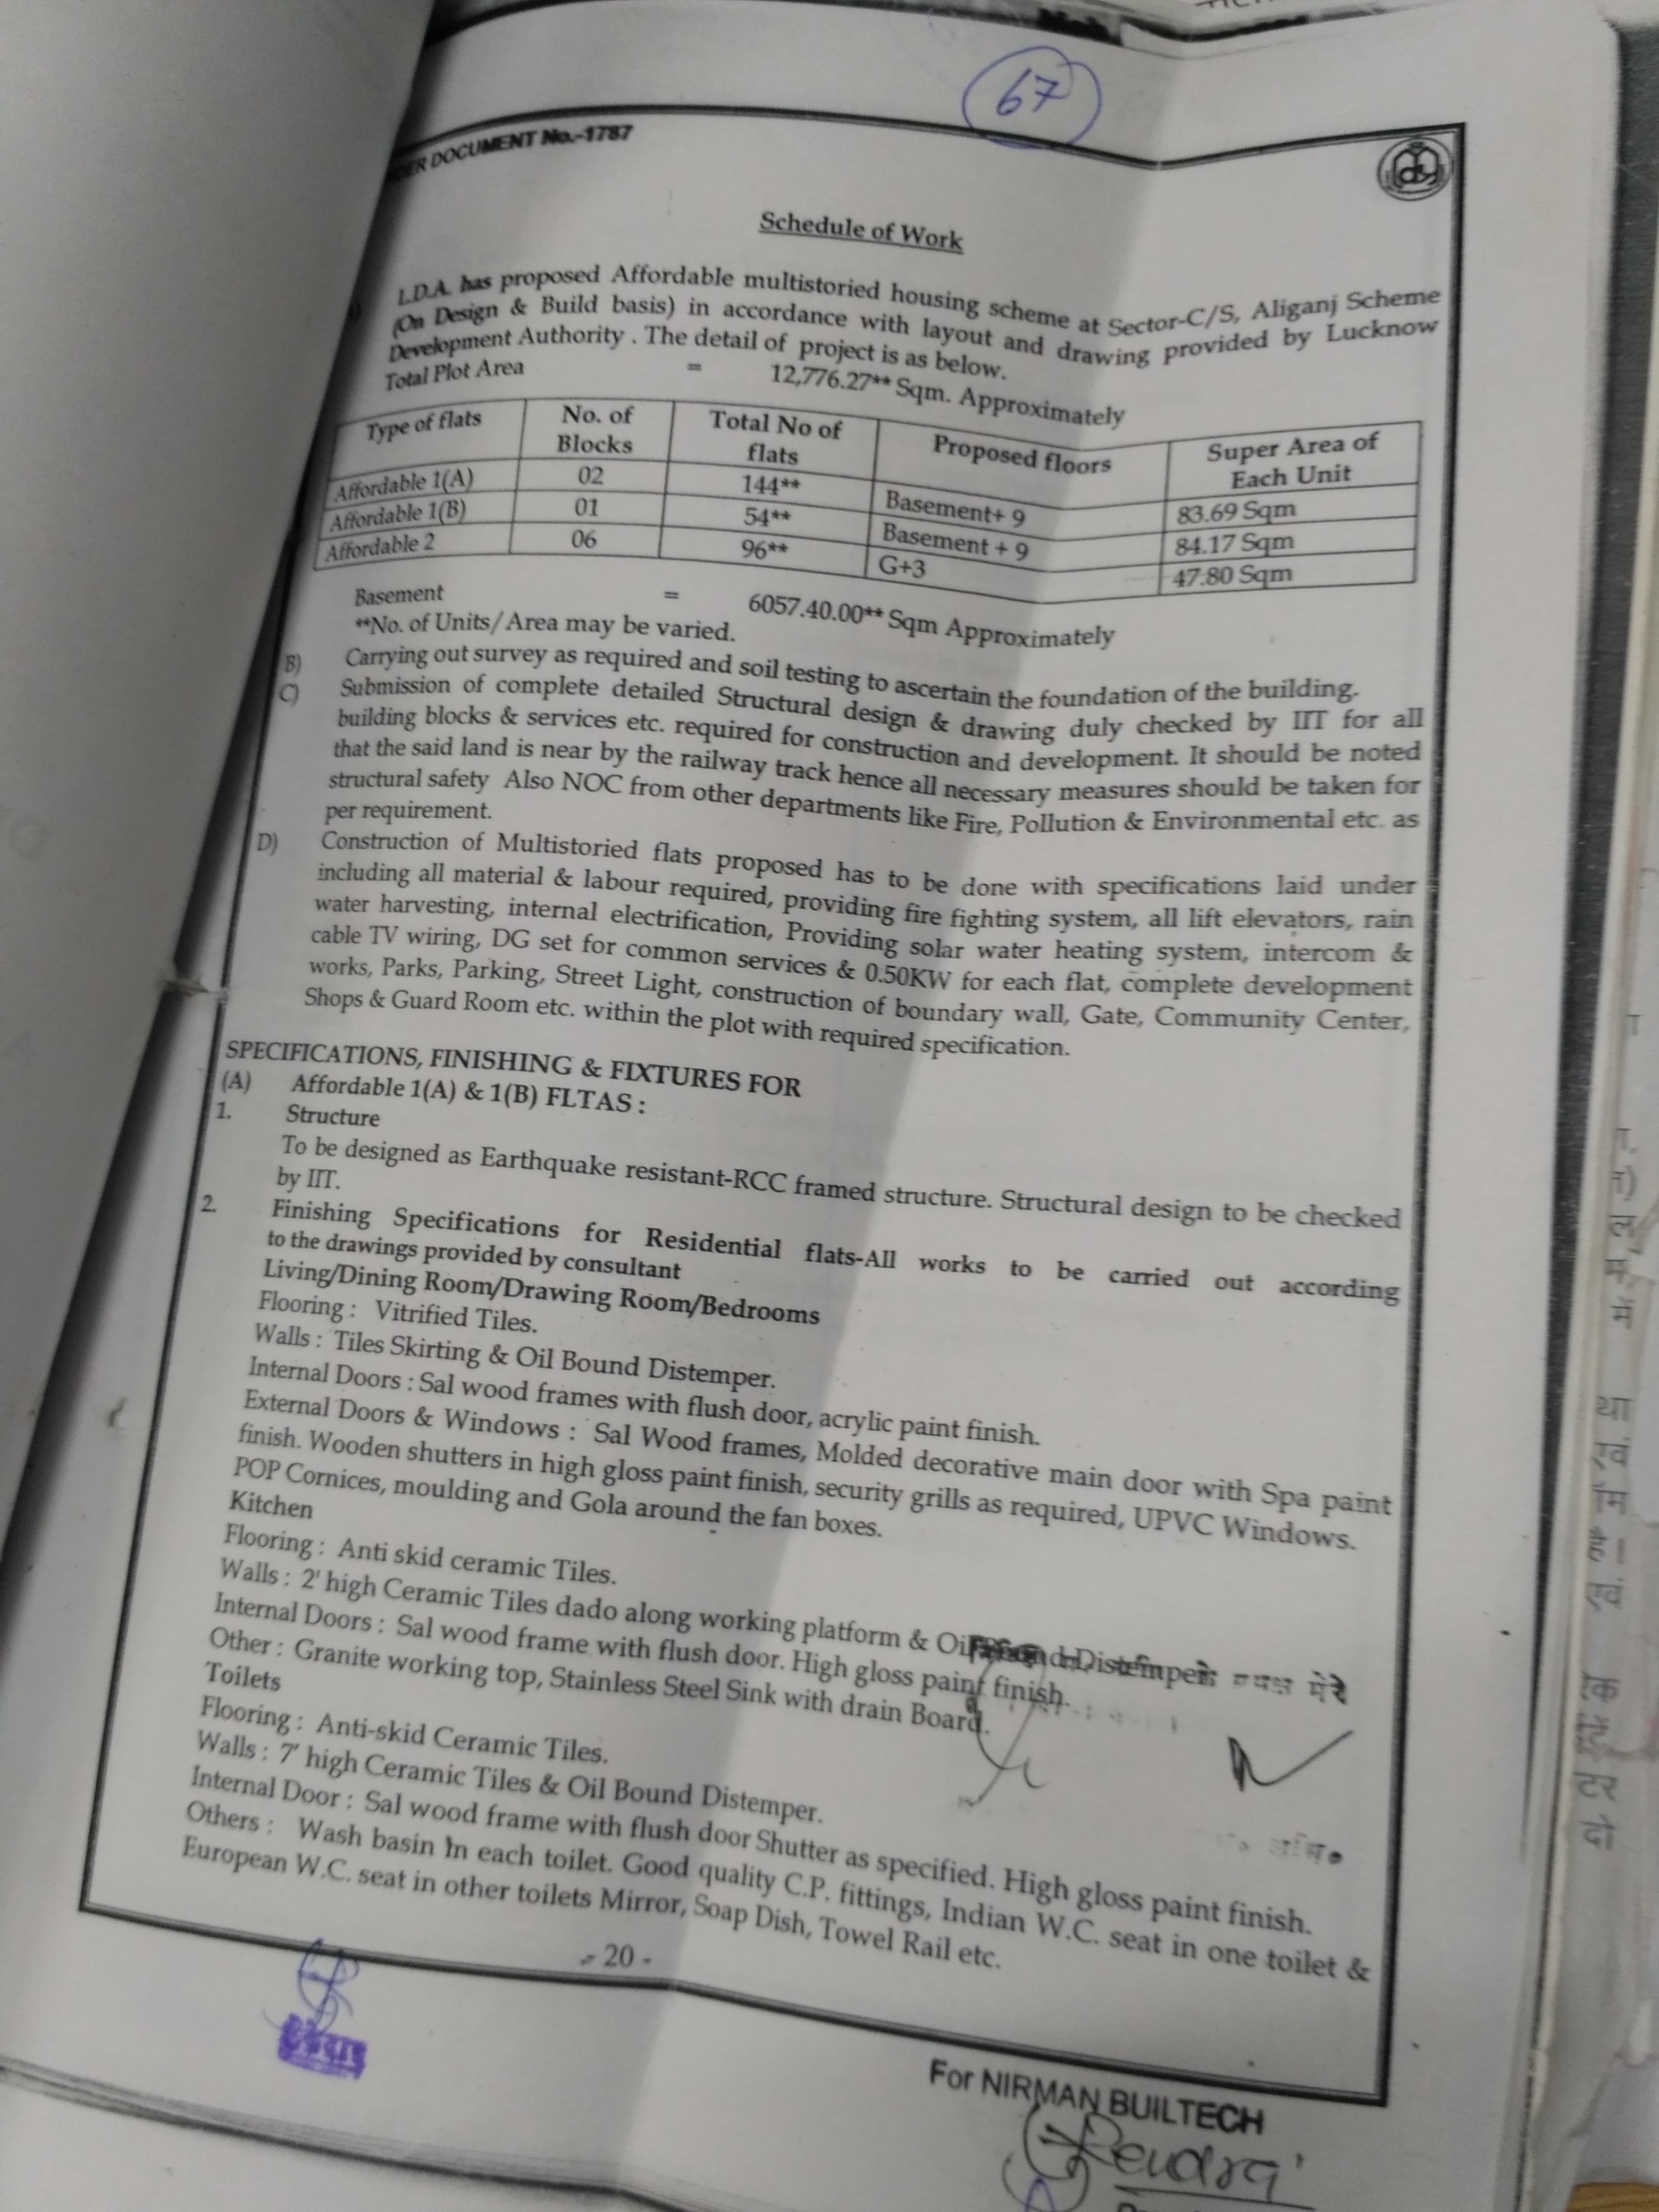 67
DER DOCUMENT No.-1787
Schedule of Work
L.D.A. has proposed Affordable multistoried housing scheme at Sector-C/S, Aliganj Scheme
(On Design & Build basis) in accordance with layout and drawing provided by Lucknow
Development Authority . The detail of project is as below.
Total Plot Area = 12,776.27** Sqm. Approximately
Type of flats No. of Blocks Total No of flats Proposed floors Super Area of Each Unit
Affordable 1(A) 02 144** Basement+ 9 83.69 Sqm
Affordable 1(B) 01 54** Basement + 9 84.17 Sqm
Affordable 2 06 96** G+3 47.80 Sqm
Basement = 6057.40.00** Sqm Approximately
**No. of Units/Area may be varied.
B) Carrying out survey as required and soil testing to ascertain the foundation of the building.
C) Submission of complete detailed Structural design & drawing duly checked by IIT for all
building blocks & services etc. required for construction and development. It should be noted
that the said land is near by the railway track hence all necessary measures should be taken for
structural safety Also NOC from other departments like Fire, Pollution & Environmental etc. as
per requirement.
D) Construction of Multistoried flats proposed has to be done with specifications laid under
including all material & labour required, providing fire fighting system, all lift elevators, rain
water harvesting, internal electrification, Providing solar water heating system, intercom &
cable TV wiring, DG set for common services & 0.50KW for each flat, complete development
works, Parks, Parking, Street Light, construction of boundary wall, Gate, Community Center,
Shops & Guard Room etc. within the plot with required specification.
SPECIFICATIONS, FINISHING & FIXTURES FOR
(A) Affordable 1(A) & 1(B) FLTAS :
1. Structure
To be designed as Earthquake resistant-RCC framed structure. Structural design to be checked
by IIT.
2. Finishing Specifications for Residential flats-All works to be carried out according
to the drawings provided by consultant
Living/Dining Room/Drawing Room/Bedrooms
Flooring : Vitrified Tiles.
Walls : Tiles Skirting & Oil Bound Distemper.
Internal Doors : Sal wood frames with flush door, acrylic paint finish.
External Doors & Windows : Sal Wood frames, Molded decorative main door with Spa paint
finish. Wooden shutters in high gloss paint finish, security grills as required, UPVC Windows.
POP Cornices, moulding and Gola around the fan boxes.
Kitchen
Flooring : Anti skid ceramic Tiles.
Walls : 2' high Ceramic Tiles dado along working platform & Oil Bound Distemper.
Internal Doors : Sal wood frame with flush door. High gloss paint finish.
Other : Granite working top, Stainless Steel Sink with drain Board.
Toilets
Flooring : Anti-skid Ceramic Tiles.
Walls : 7' high Ceramic Tiles & Oil Bound Distemper.
Internal Door : Sal wood frame with flush door Shutter as specified. High gloss paint finish.
Others : Wash basin In each toilet. Good quality C.P. fittings, Indian W.C. seat in one toilet &
European W.C. seat in other toilets Mirror, Soap Dish, Towel Rail etc.
- 20 -
For NIRMAN BUILTECH